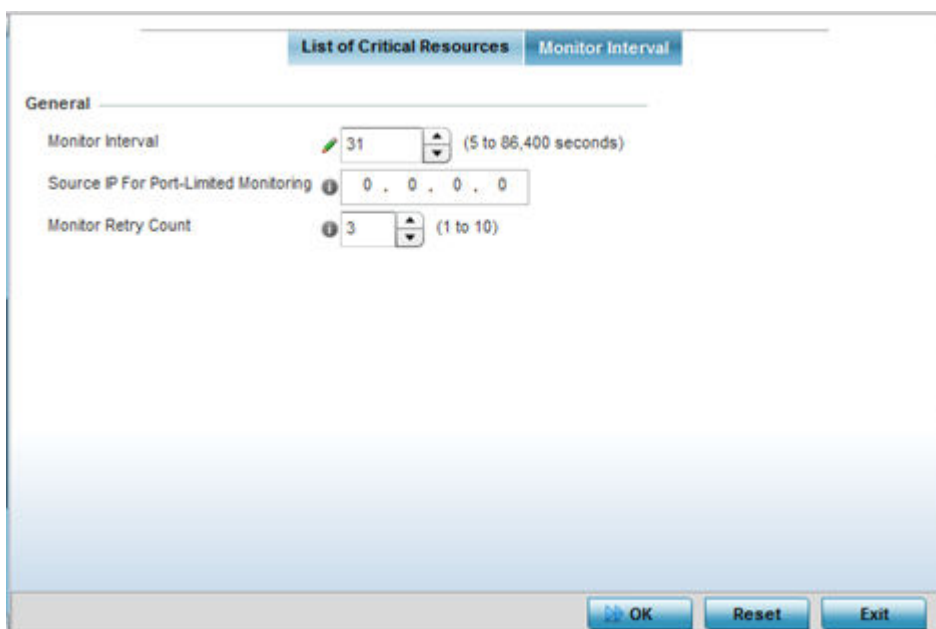 List of Critical Resources Monitor Interval
General
Monitor Interval 31 (5 to 86,400 seconds)
Source IP For Port-Limited Monitoring 0 . 0 . 0 . 0
Monitor Retry Count 3 (1 to 10)
OK Reset Exit